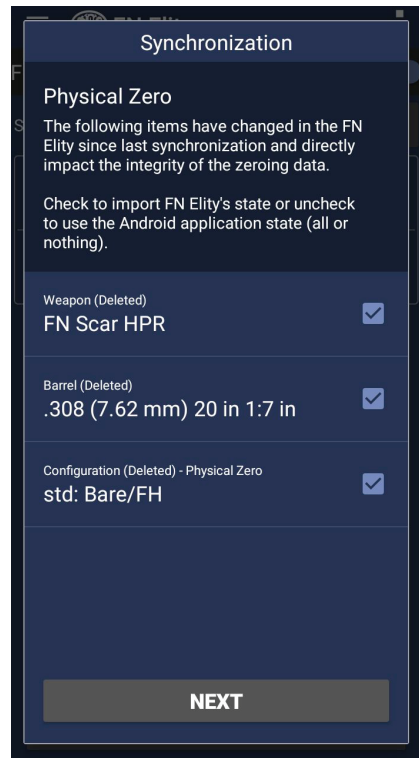 FN Elity
Synchronization
Physical Zero
The following items have changed in the FN
Elity since last synchronization and directly
impact the integrity of the zeroing data.
Check to import FN Elity's state or uncheck
to use the Android application state (all or
nothing).
Weapon (Deleted)
FN Scar HPR
Barrel (Deleted)
.308 (7.62 mm) 20 in 1:7 in
Configuration (Deleted) - Physical Zero
std: Bare/FH
NEXT